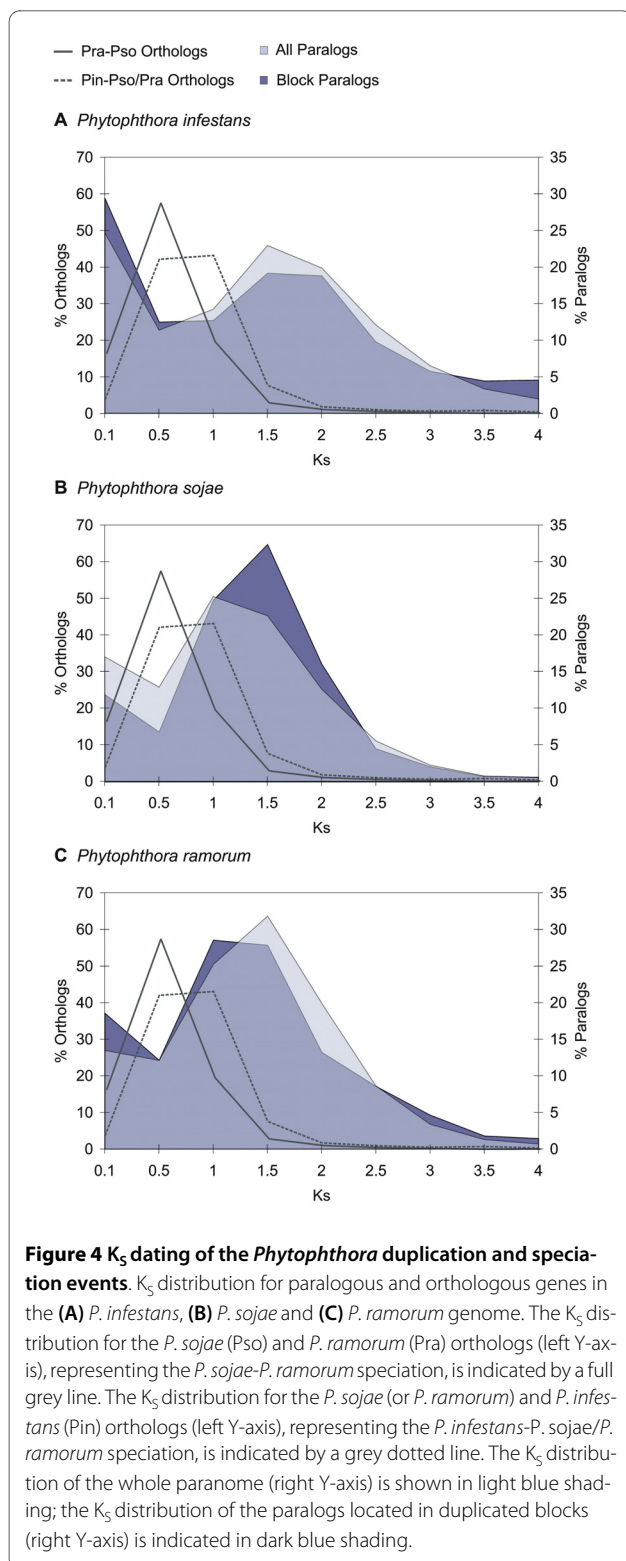 Pra-Pso Orthologs
All Paralogs
Pin-Pso/Pra Orthologs
Block Paralogs
A Phytophthora infestans
70
60
50
40
30
20
10
0
% Orthologs
35
30
25
20
15
10
5
0
% Paralogs
0.1 0.5 1 1.5 2 2.5 3 3.5 4
Ks
B Phytophthora sojae
70
60
50
40
30
20
10
0
% Orthologs
35
30
25
20
15
10
5
0
% Paralogs
0.1 0.5 1 1.5 2 2.5 3 3.5 4
Ks
C Phytophthora ramorum
70
60
50
40
30
20
10
0
% Orthologs
35
30
25
20
15
10
5
0
% Paralogs
0.1 0.5 1 1.5 2 2.5 3 3.5 4
Ks
Figure 4 KS dating of the Phytophthora duplication and specia-
tion events. KS distribution for paralogous and orthologous genes in
the (A) P. infestans, (B) P. sojae and (C) P. ramorum genome. The KS dis-
tribution for the P. sojae (Pso) and P. ramorum (Pra) orthologs (left Y-ax-
is), representing the P. sojae-P. ramorum speciation, is indicated by a full
grey line. The KS distribution for the P. sojae (or P. ramorum) and P. infes-
tans (Pin) orthologs (left Y-axis), representing the P. infestans-P. sojae/P.
ramorum speciation, is indicated by a grey dotted line. The KS distribu-
tion of the whole paranome (right Y-axis) is shown in light blue shad-
ing; the KS distribution of the paralogs located in duplicated blocks
(right Y-axis) is indicated in dark blue shading.